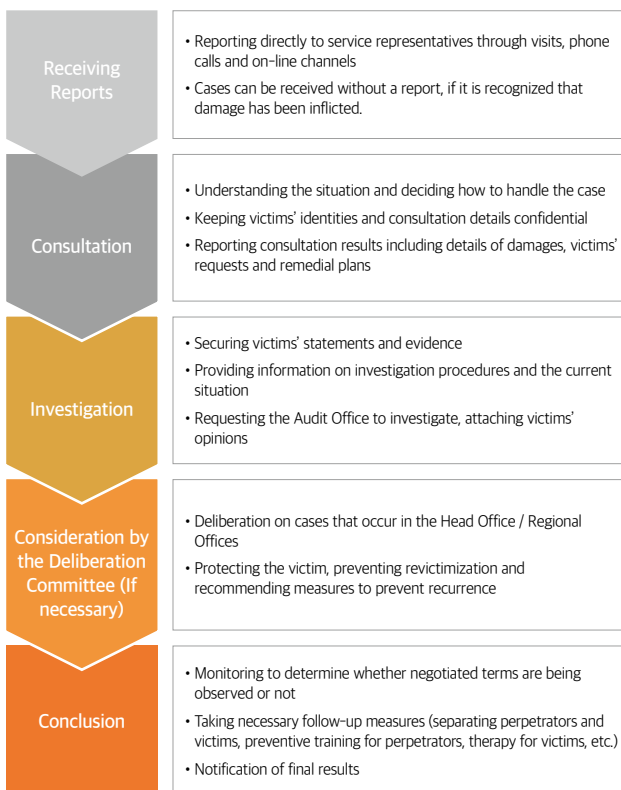 Receiving
Reports
• Reporting directly to service representatives through visits, phone
calls and on-line channels
• Cases can be received without a report, if it is recognized that
damage has been inflicted.
Consultation
• Understanding the situation and deciding how to handle the case
• Keeping victims' identities and consultation details confidential
• Reporting consultation results including details of damages, victims'
requests and remedial plans
Investigation
• Securing victims' statements and evidence
• Providing information on investigation procedures and the current
situation
• Requesting the Audit Office to investigate, attaching victims'
opinions
Consideration by
the Deliberation
Committee (If
necessary)
• Deliberation on cases that occur in the Head Office / Regional
Offices
• Protecting the victim, preventing revictimization and
recommending measures to prevent recurrence
Conclusion
• Monitoring to determine whether negotiated terms are being
observed or not
• Taking necessary follow-up measures (separating perpetrators and
victims, preventive training for perpetrators, therapy for victims, etc.)
• Notification of final results